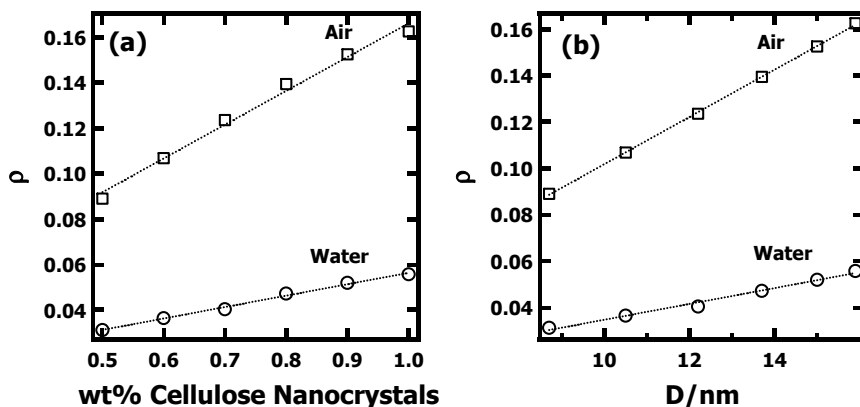 (a)
Air
Water
ρ
0.16
0.14
0.12
0.10
0.08
0.06
0.04
0.5 0.6 0.7 0.8 0.9 1.0
wt% Cellulose Nanocrystals
(b)
Air
Water
ρ
0.16
0.14
0.12
0.10
0.08
0.06
0.04
10 12 14
D/nm